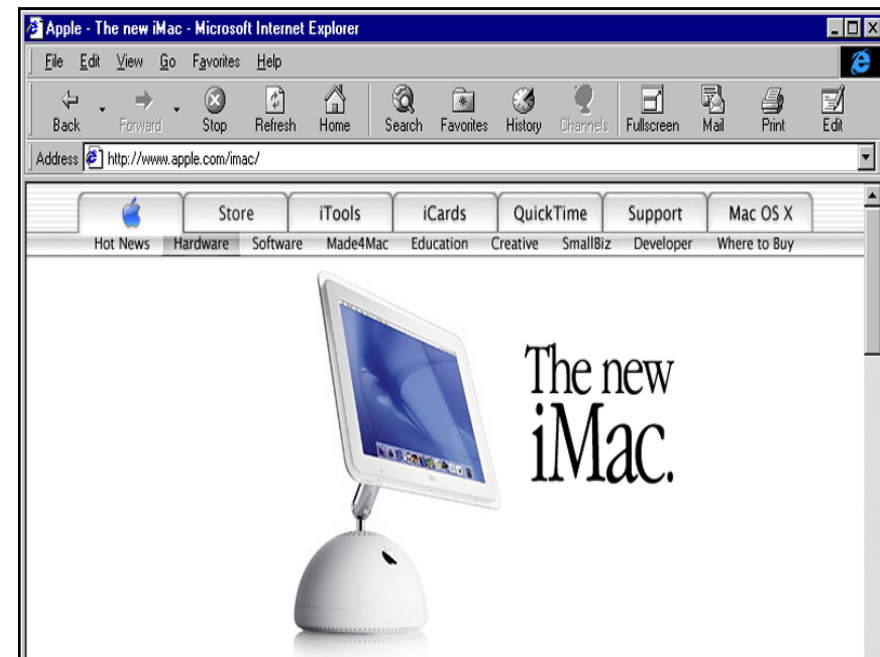 Apple - The new iMac - Microsoft Internet Explorer
File Edit View Go Favorites Help
Back Forward Stop Refresh Home Search Favorites History Channels Fullscreen Mail Print Edit
Address http://www.apple.com/imac/
Store iTools iCards QuickTime Support Mac OS X
Hot News Hardware Software Made4Mac Education Creative SmallBiz Developer Where to Buy
The new
iMac.